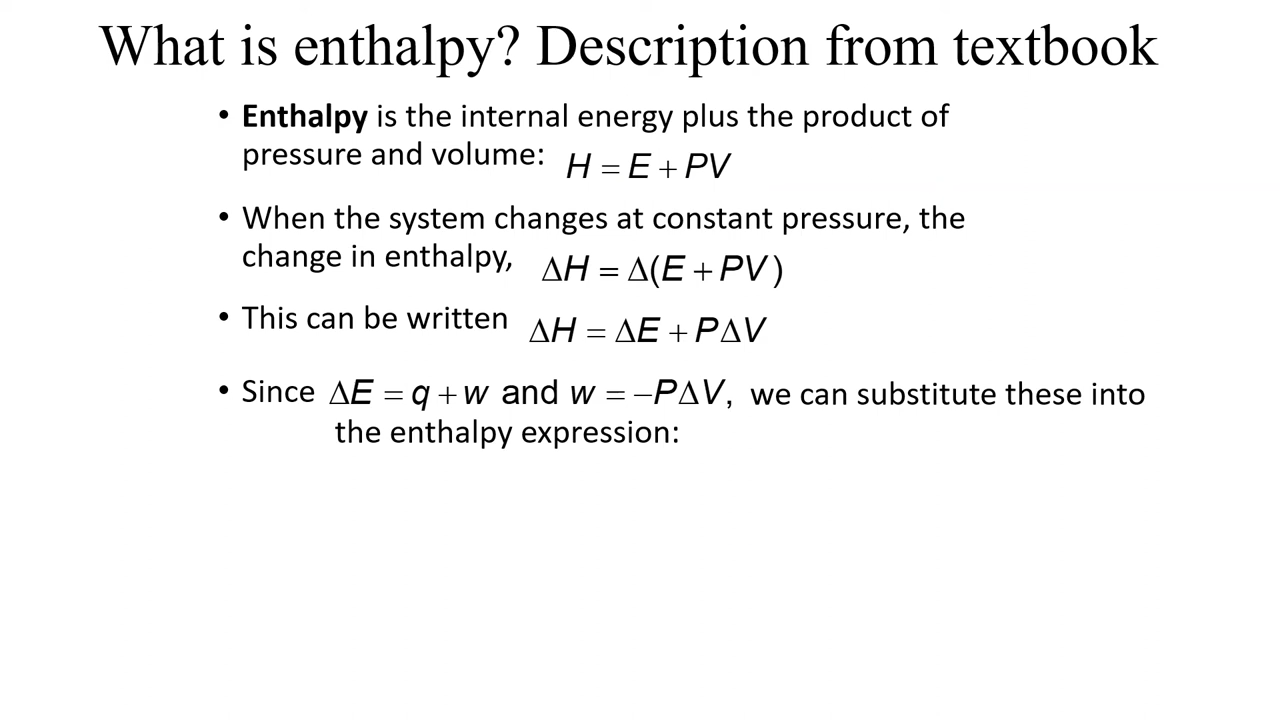 What is enthalpy? Description from textbook
• Enthalpy is the internal energy plus the product of
pressure and volume: H = E + PV
• When the system changes at constant pressure, the
change in enthalpy, ΔH = Δ(E + PV)
• This can be written ΔH = ΔE + PΔV
• Since ΔE = q + w and w = −PΔV, we can substitute these into
the enthalpy expression: